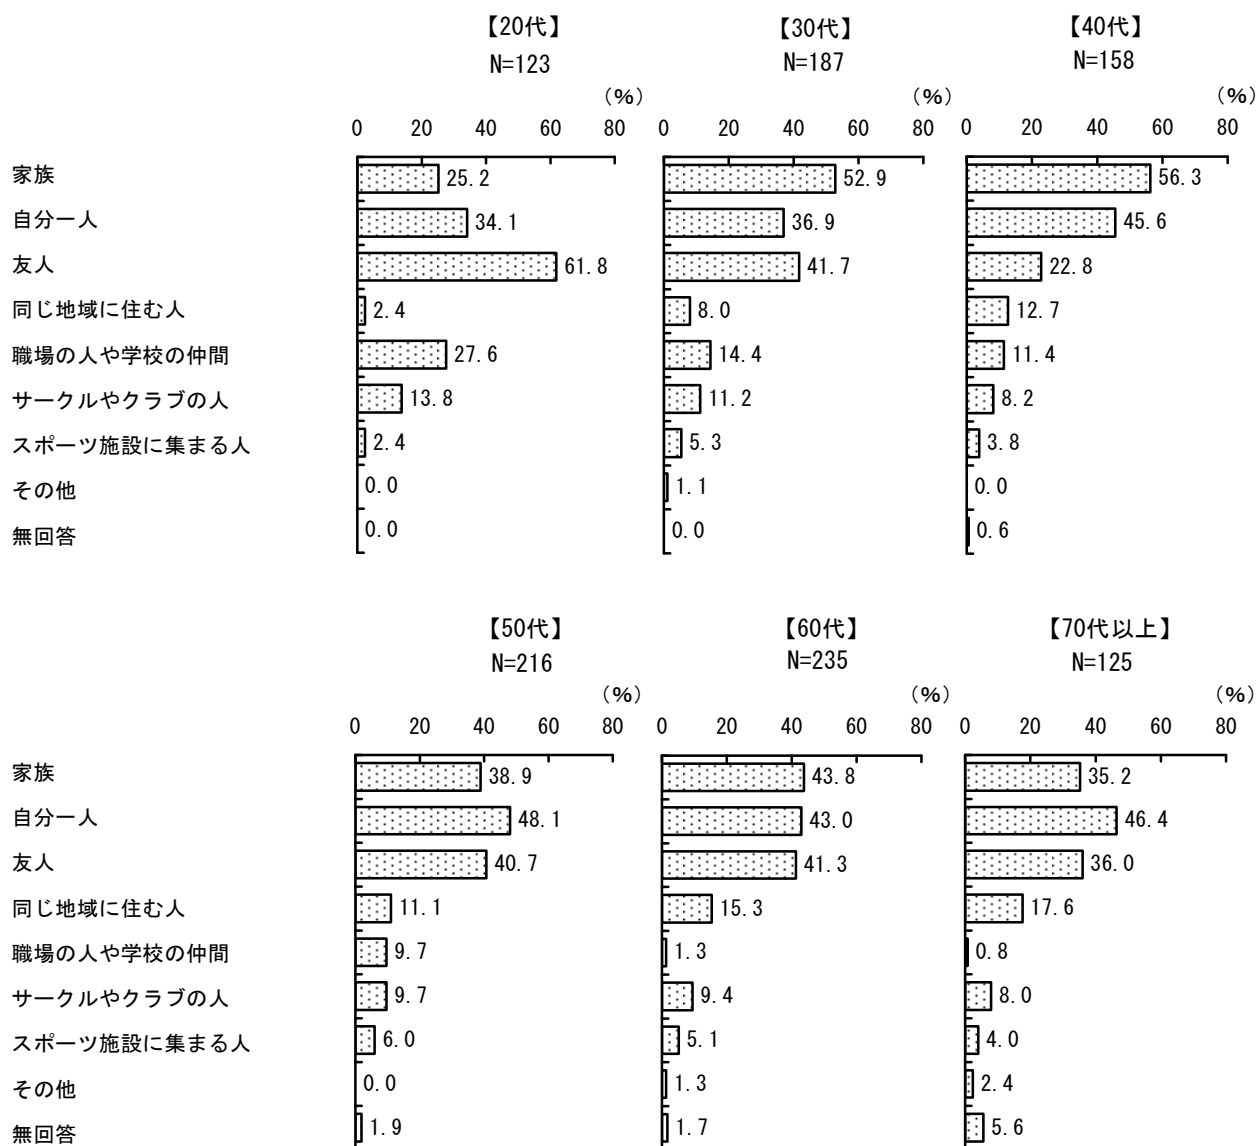 【20代】 【30代】 【40代】
N=123 N=187 N=158
(%) (%) (%)
0 20 40 60 80 0 20 40 60 80 0 20 40 60 80
家族 25.2 52.9 56.3
自分一人 34.1 36.9 45.6
友人 61.8 41.7 22.8
同じ地域に住む人 2.4 8.0 12.7
職場の人や学校の仲間 27.6 14.4 11.4
サークルやクラブの人 13.8 11.2 8.2
スポーツ施設に集まる人 2.4 5.3 3.8
その他 0.0 1.1 0.0
無回答 0.0 0.0 0.6
【50代】 【60代】 【70代以上】
N=216 N=235 N=125
(%) (%) (%)
0 20 40 60 80 0 20 40 60 80 0 20 40 60 80
家族 38.9 43.8 35.2
自分一人 48.1 43.0 46.4
友人 40.7 41.3 36.0
同じ地域に住む人 11.1 15.3 17.6
職場の人や学校の仲間 9.7 1.3 0.8
サークルやクラブの人 9.7 9.4 8.0
スポーツ施設に集まる人 6.0 5.1 4.0
その他 0.0 1.3 2.4
無回答 1.9 1.7 5.6